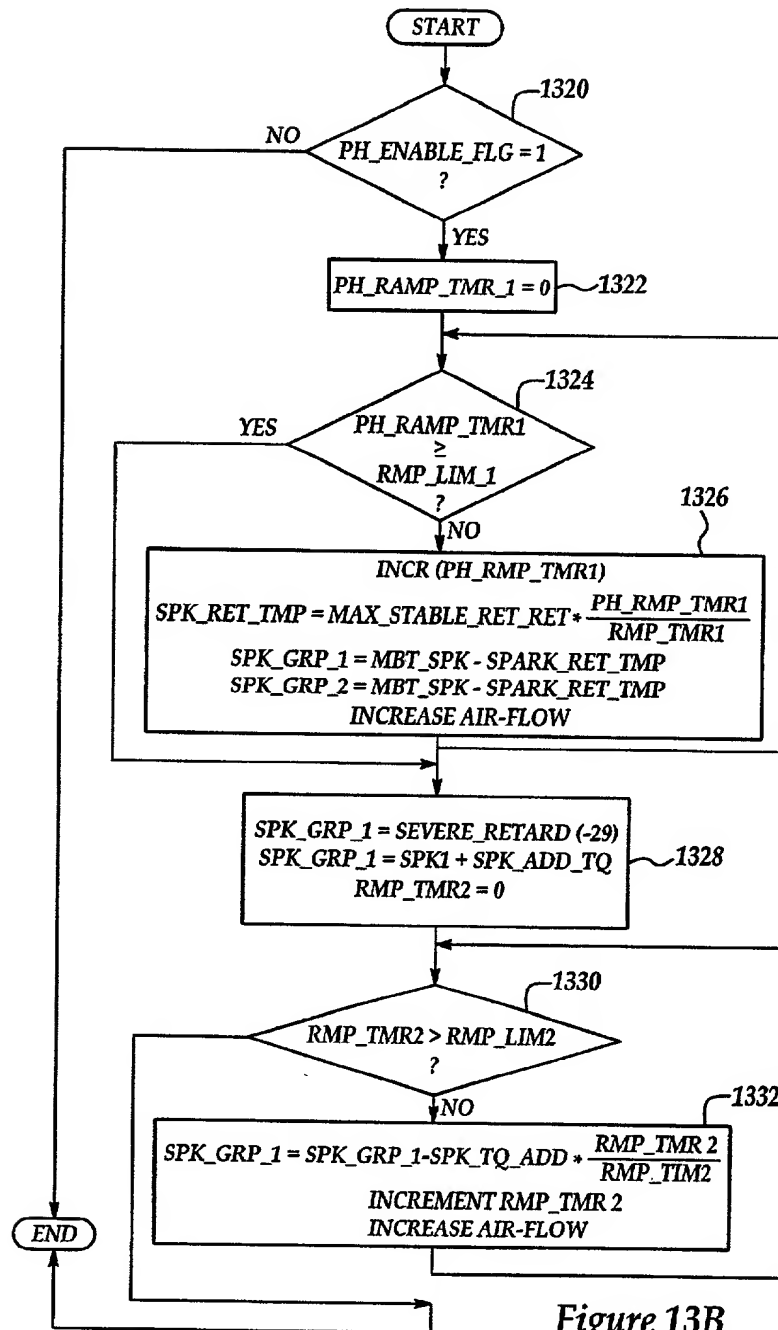 START
1320
NO
PH_ENABLE_FLG = 1
?
YES
PH_RAMP_TMR_1 = 0
1322
1324
YES
PH_RAMP_TMR1
≥
RMP_LIM_1
?
NO
1326
INCR (PH_RMP_TMR1)
SPK_RET_TMP = MAX_STABLE_RET_RET * PH_RMP_TMR1
RMP_TMR1
SPK_GRP_1 = MBT_SPK - SPARK_RET_TMP
SPK_GRP_2 = MBT_SPK - SPARK_RET_TMP
INCREASE AIR-FLOW
SPK_GRP_1 = SEVERE_RETARD (-29)
SPK_GRP_1 = SPK1 + SPK_ADD_TQ
RMP_TMR2 = 0
1328
1330
RMP_TMR2 > RMP_LIM2
?
NO
1332
SPK_GRP_1 = SPK_GRP_1-SPK_TQ_ADD * RMP_TMR 2
RMP_TIM2
INCREMENT RMP_TMR 2
INCREASE AIR-FLOW
END
Figure 13B